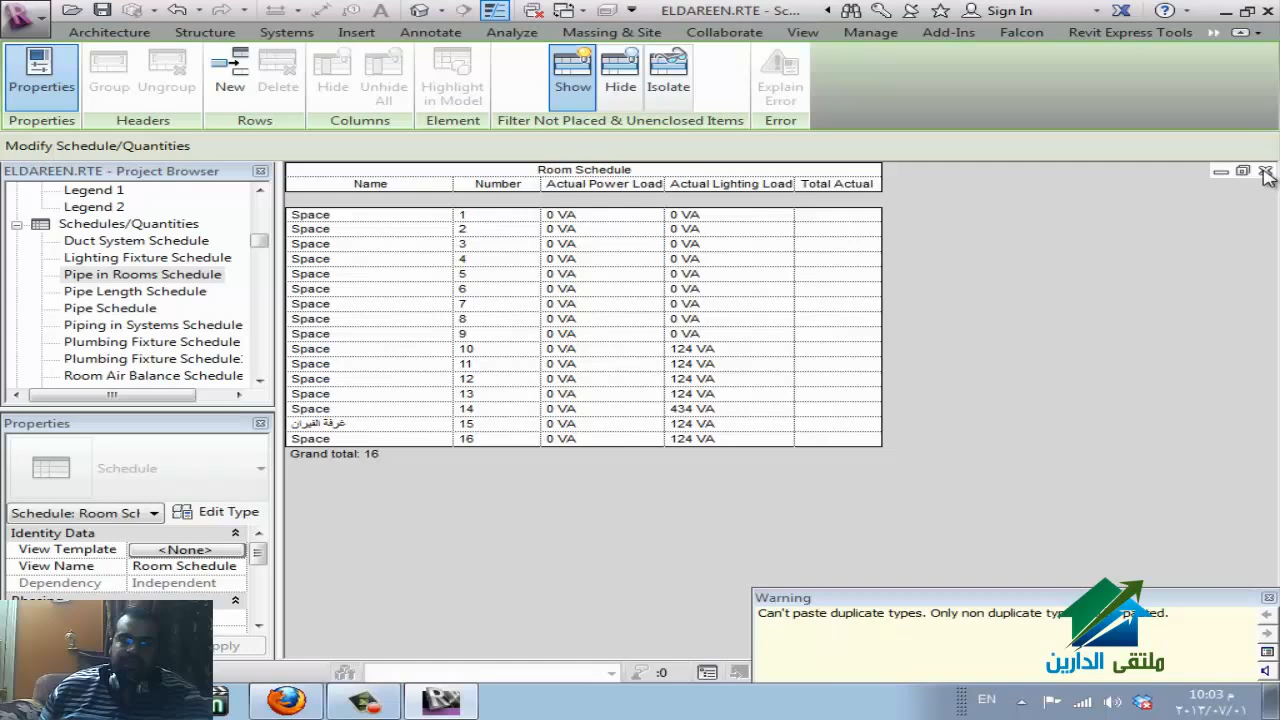 ELDAREEN.RTE - Sc...
Sign In
Architecture
Structure
Systems
Insert
Annotate
Analyze
Massing & Site
Collaborate
View
Manage
Add-Ins
Falcon
Revit Express Tools
Properties
Group
Ungroup
New
Delete
Hide
Unhide All
Highlight in Model
Show
Hide
Isolate
Explain Error
Properties
Headers
Rows
Columns
Element
Filter Not Placed & Unenclosed Items
Error
Modify Schedule/Quantities
ELDAREEN.RTE - Project Browser
Legend 1
Legend 2
Schedules/Quantities
Duct System Schedule
Lighting Fixture Schedule
Pipe in Rooms Schedule
Pipe Length Schedule
Pipe Schedule
Piping in Systems Schedule
Plumbing Fixture Schedule
Plumbing Fixture Schedule
Room Air Balance Schedule
Properties
Schedule
Schedule: Room Scl
Edit Type
Identity Data
View Template <None>
View Name Room Schedule
Dependency Independent
Room Schedule
Name Number Actual Power Load Actual Lighting Load Total Actual
Space 1 0 VA 0 VA
Space 2 0 VA 0 VA
Space 3 0 VA 0 VA
Space 4 0 VA 0 VA
Space 5 0 VA 0 VA
Space 6 0 VA 0 VA
Space 7 0 VA 0 VA
Space 8 0 VA 0 VA
Space 9 0 VA 0 VA
Space 10 0 VA 124 VA
Space 11 0 VA 124 VA
Space 12 0 VA 124 VA
Space 13 0 VA 124 VA
Space 14 0 VA 434 VA
غرفة الفيران 15 0 VA 124 VA
Space 16 0 VA 124 VA
Grand total: 16
Warning
Can't paste duplicate types. Only non duplicate
ملتقى الدارين
:0
EN
10:03 م
٢٠١٣/٠٧/٠١